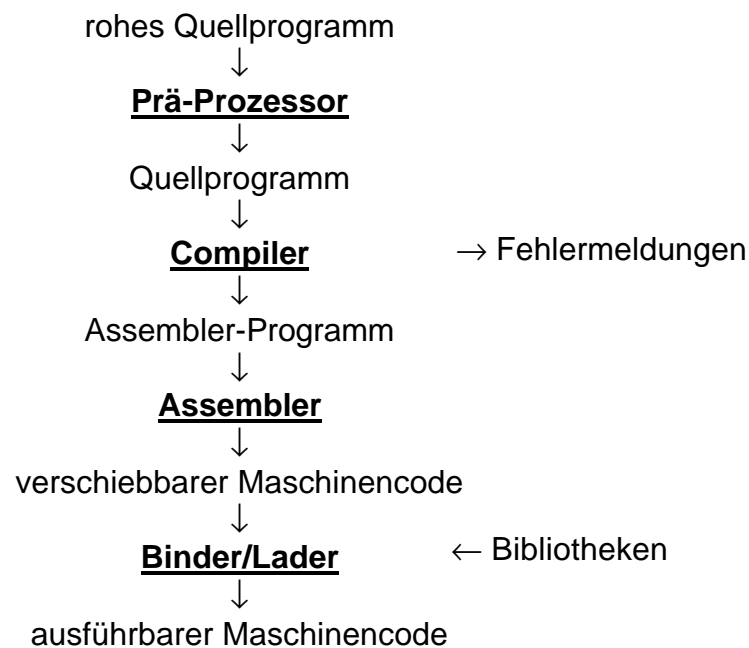 rohes Quellprogramm
↓
Prä-Prozessor
↓
Quellprogramm
↓
Compiler → Fehlermeldungen
↓
Assembler-Programm
↓
Assembler
↓
verschiebbarer Maschinencode
↓
Binder/Lader ← Bibliotheken
↓
ausführbarer Maschinencode